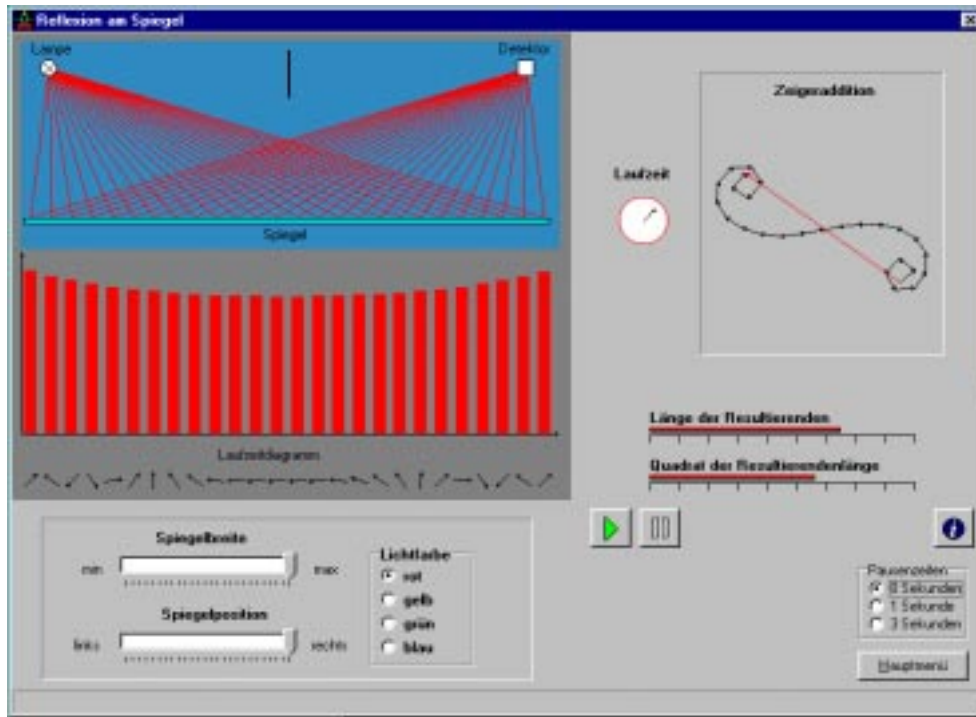 Reflexion am Spiegel
Lampe
Detektor
Spiegel
Laufzeitdiagramm
Laufzeit
Zeigeraddition
Länge der Resultierenden
Quadrat der Resultierendenlänge
Spiegelbreite
min
max
Spiegelposition
links
rechts
Lichtfarbe
rot
gelb
grün
blau
Pausenzeiten
0 Sekunden
1 Sekunde
3 Sekunden
Hauptmenü